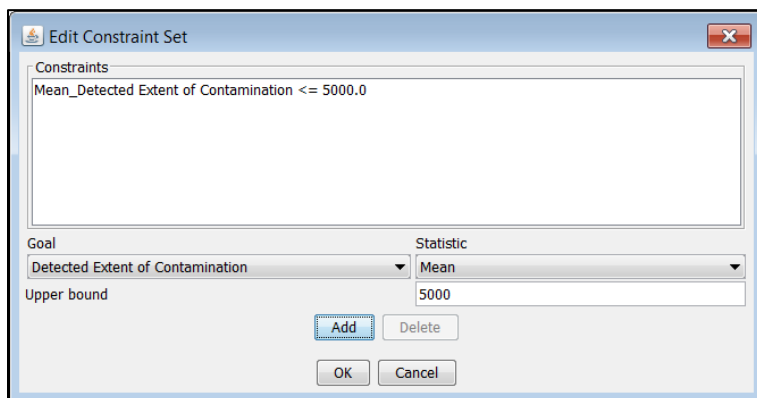 Edit Constraint Set
Constraints
Mean_Detected Extent of Contamination <= 5000.0
Goal Statistic
Detected Extent of Contamination Mean
Upper bound 5000
Add Delete
OK Cancel